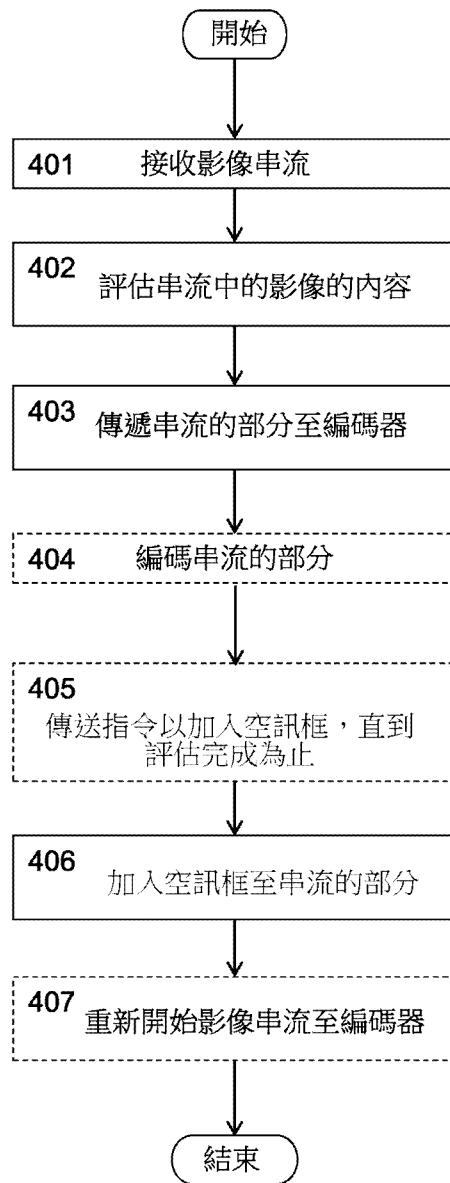 開始
401 接收影像串流
402
評估串流中的影像的內容
403
傳遞串流的部分至編碼器
404 編碼串流的部分
405
傳送指令以加入空訊框，直到
評估完成為止
406
加入空訊框至串流的部分
407
重新開始影像串流至編碼器
結束